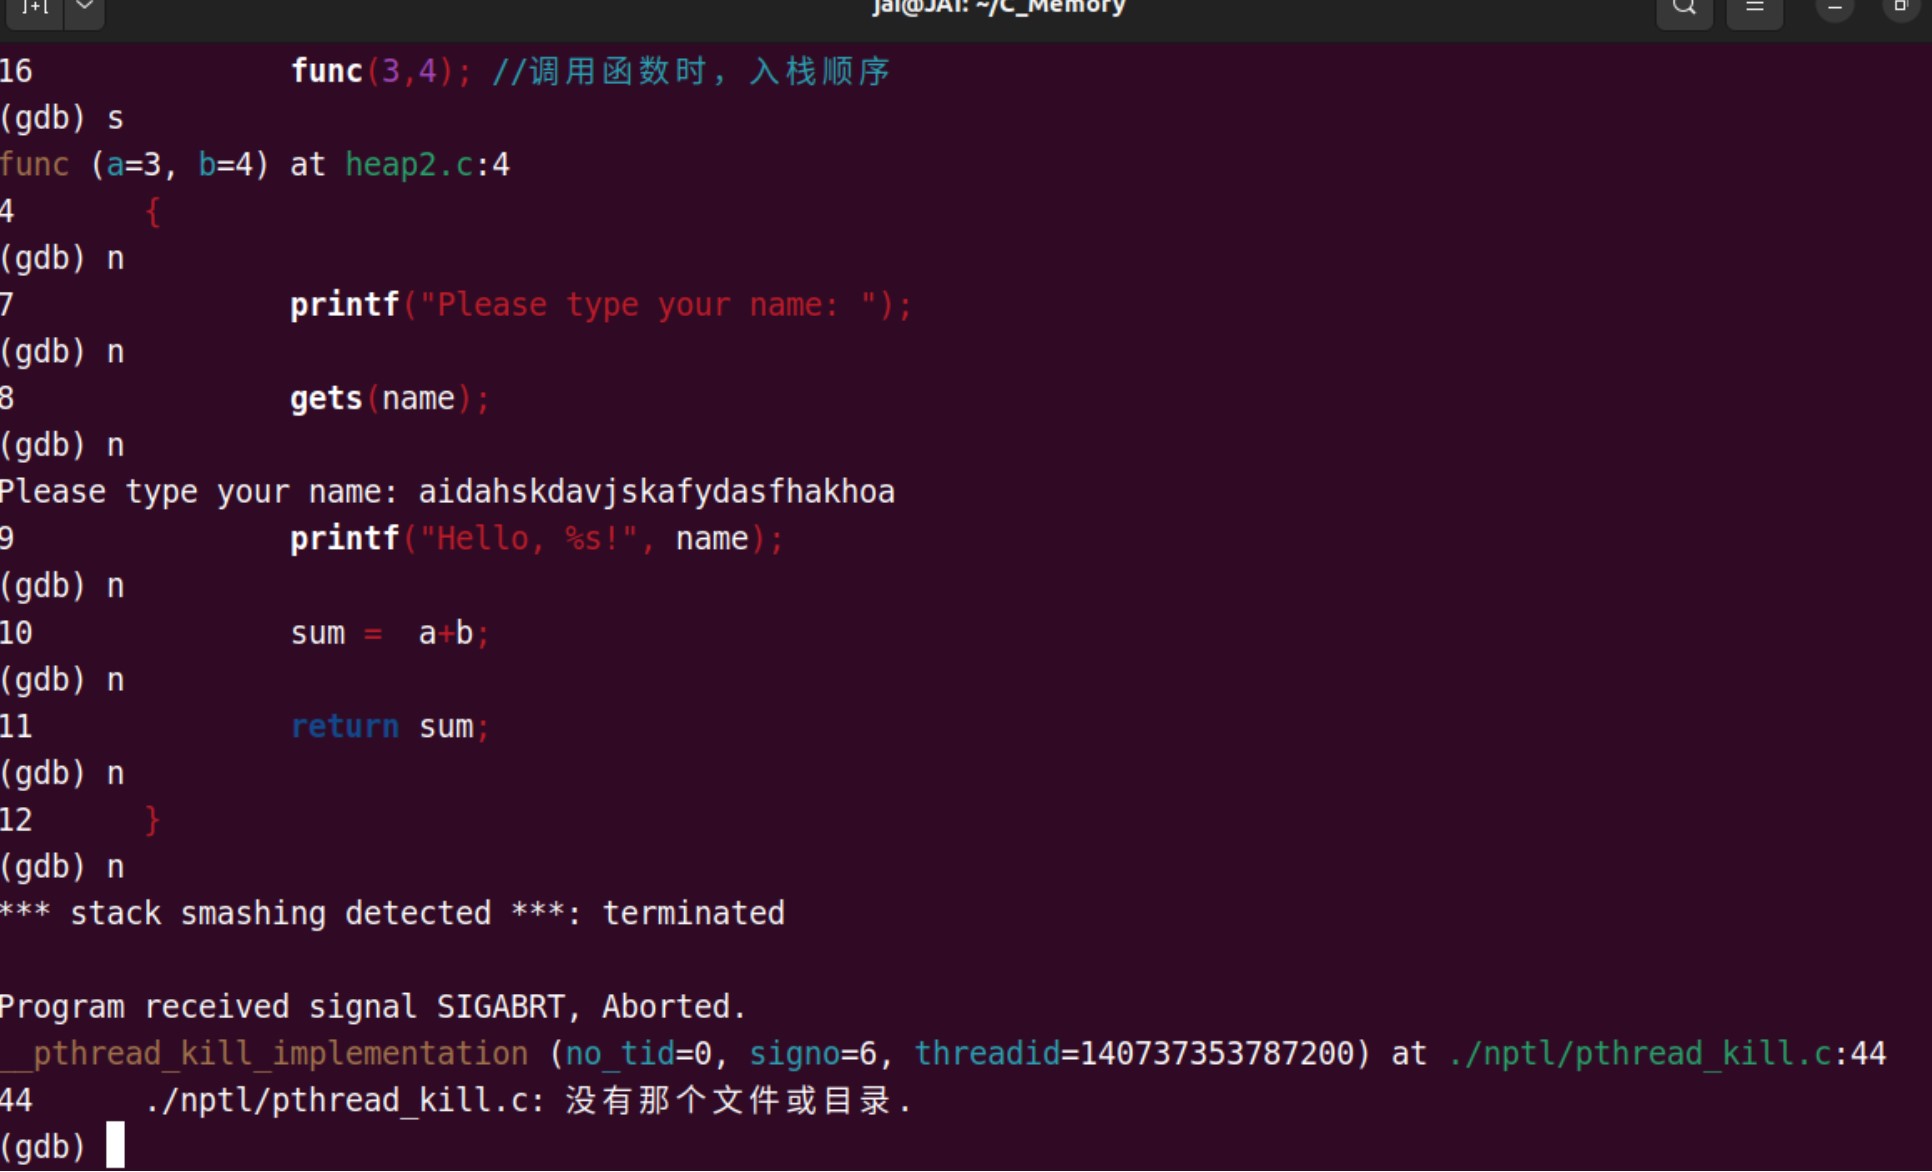 jai@JAI: ~/C_Memory
16 func(3,4); //调用函数时，入栈顺序
(gdb) s
func (a=3, b=4) at heap2.c:4
4 {
(gdb) n
7 printf("Please type your name: ");
(gdb) n
8 gets(name);
(gdb) n
Please type your name: aidahskdavjskafydasfhakhoa
9 printf("Hello, %s!", name);
(gdb) n
10 sum =  a+b;
(gdb) n
11 return sum;
(gdb) n
12 }
(gdb) n
*** stack smashing detected ***: terminated
Program received signal SIGABRT, Aborted.
__pthread_kill_implementation (no_tid=0, signo=6, threadid=140737353787200) at ./nptl/pthread_kill.c:44
44 ./nptl/pthread_kill.c: 没有那个文件或目录.
(gdb)